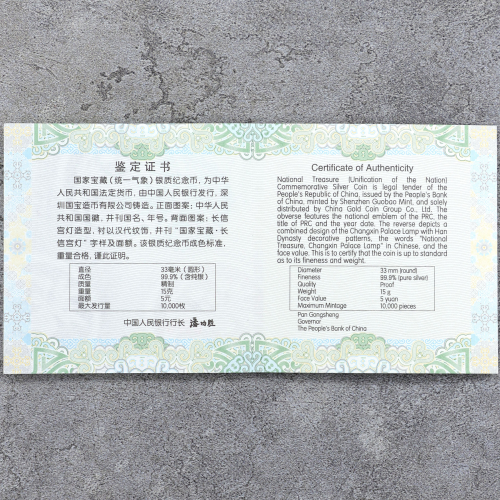 鉴定证书
国家宝藏（统一气象）银质纪念币，为中华
人民共和国法定货币，由中国人民银行发行，深
圳国宝造币有限公司铸造。正面图案：中华人民
共和国国徽，并刊国名、年号。背面图案：长信
宫灯造型，衬以汉代纹饰，并刊“国家宝藏·长
信宫灯”字样及面额。该银质纪念币成色标准，
重量合格，谨此证明。
直径 33毫米（圆形）
成色 99.9%（含纯银）
质量 精制
重量 15克
面额 5元
最大发行量 10,000枚
中国人民银行行长 潘功胜
Certificate of Authenticity
National Treasure (Unification of the Nation)
Commemorative Silver Coin is legal tender of the
People's Republic of China, issued by the People's Bank
of China, minted by Shenzhen Guobao Mint, and solely
distributed by China Gold Coin Group Co., Ltd. The
obverse features the national emblem of the PRC, the
title of PRC and the year date. The reverse depicts a
combined design of the Changxin Palace Lamp with Han
Dynasty decorative patterns, the words "National
Treasure, Changxin Palace Lamp" in Chinese, and the
face value. This is to certify that the coin is up to standard
as to its fineness and weight.
Diameter 33 mm (round)
Fineness 99.9% (pure silver)
Quality Proof
Weight 15 g
Face Value 5 yuan
Maximum Mintage 10,000 pieces
Pan Gongsheng
Governor
The People's Bank of China